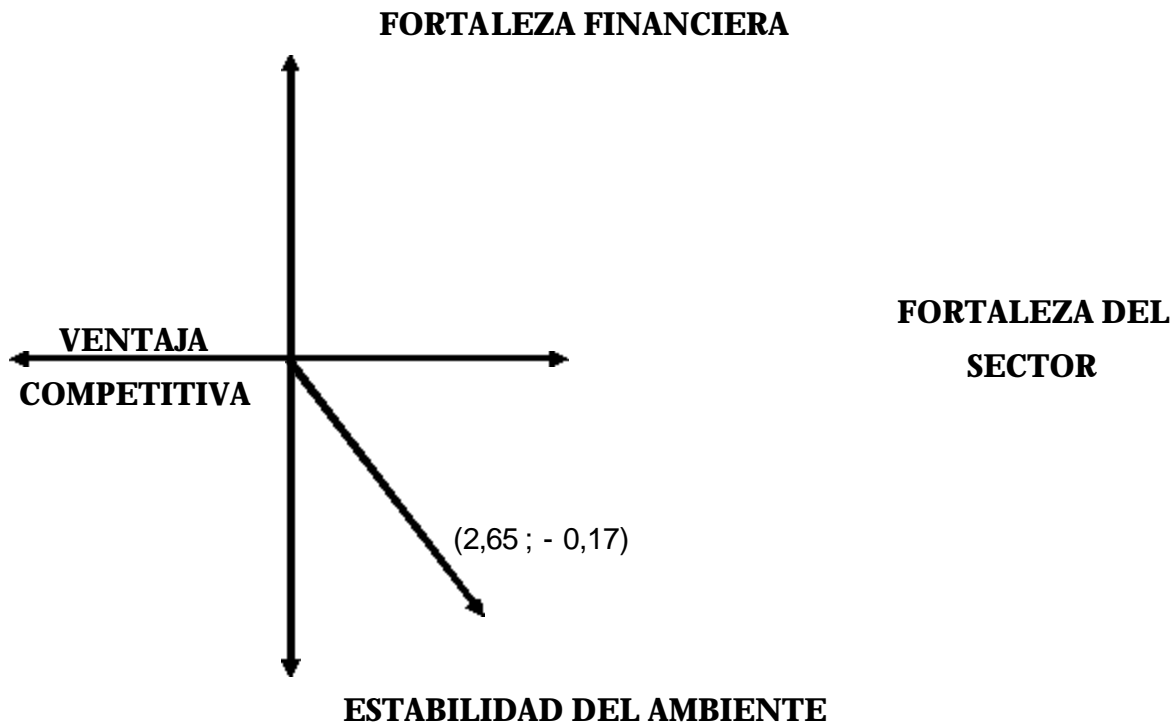 FORTALEZA FINANCIERA
VENTAJA
COMPETITIVA
FORTALEZA DEL
SECTOR
(2,65 ; - 0,17)
ESTABILIDAD DEL AMBIENTE